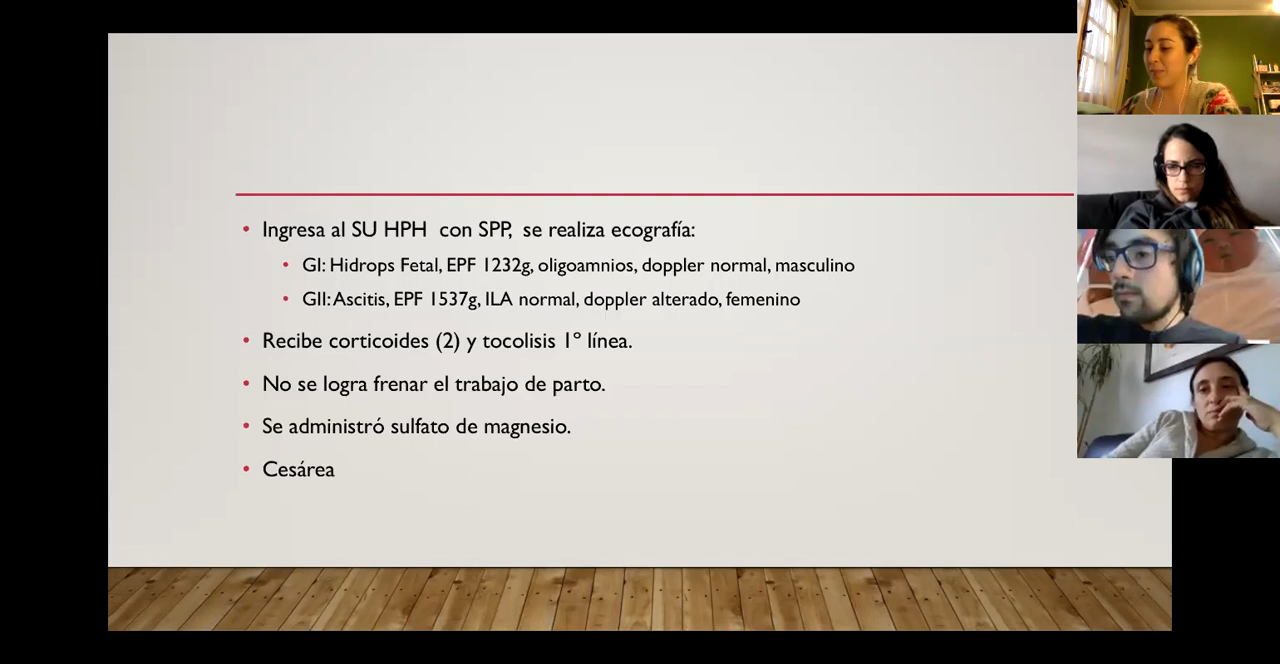 Ingresa al SU HPH con SPP, se realiza ecografía:
GI: Hidrops Fetal, EPF 1232g, oligoamnios, doppler normal, masculino
GII: Ascitis, EPF 1537g, ILA normal, doppler alterado, femenino
Recibe corticoides (2) y tocolisis 1º línea.
No se logra frenar el trabajo de parto.
Se administró sulfato de magnesio.
Cesárea